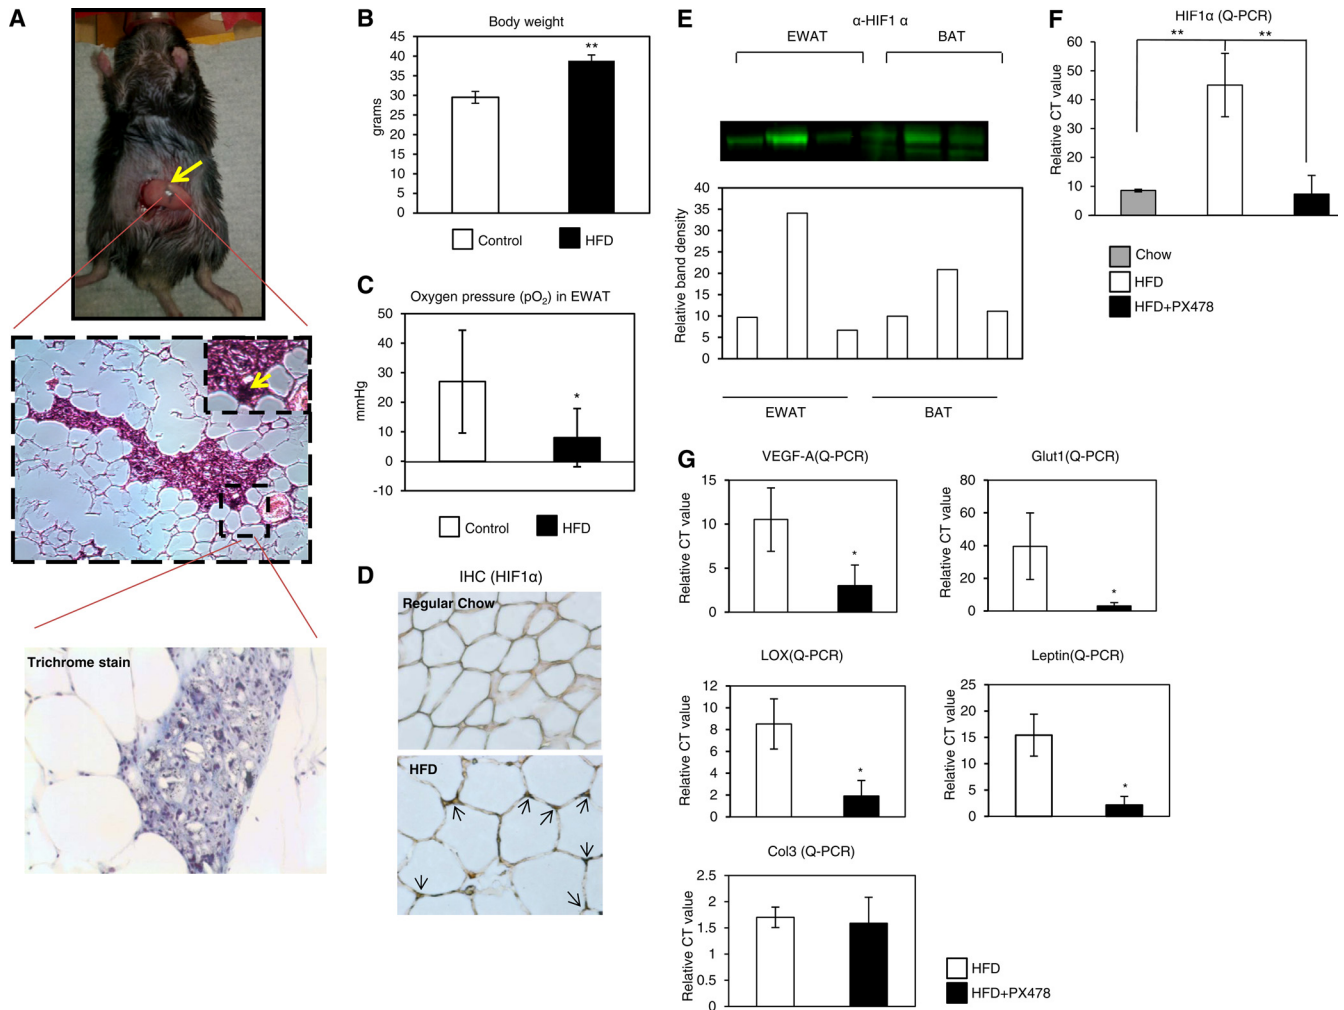 A
Trichrome stain
B
Body weight
grams
45
40
35
30
25
20
15
10
5
0
**
Control
HFD
C
Oxygen pressure (pO2) in EWAT
mmHg
50
40
30
20
10
0
-10
*
Control
HFD
D
IHC (HIF1α)
Regular Chow
HFD
E
α-HIF1 α
EWAT
BAT
Relative band density
40
35
30
25
20
15
10
5
0
EWAT
BAT
F
HIF1α (Q-PCR)
Relative CT value
60
50
40
30
20
10
0
**
**
Chow
HFD
HFD+PX478
G
VEGF-A(Q-PCR)
Relative CT value
15
10
5
0
*
Glut1(Q-PCR)
Relative CT value
80
60
40
20
0
*
LOX(Q-PCR)
Relative CT value
12
10
8
6
4
2
0
*
Leptin(Q-PCR)
Relative CT value
25
20
15
10
5
0
*
Col3 (Q-PCR)
Relative CT value
2.5
2
1.5
1
0.5
0
HFD
HFD+PX478